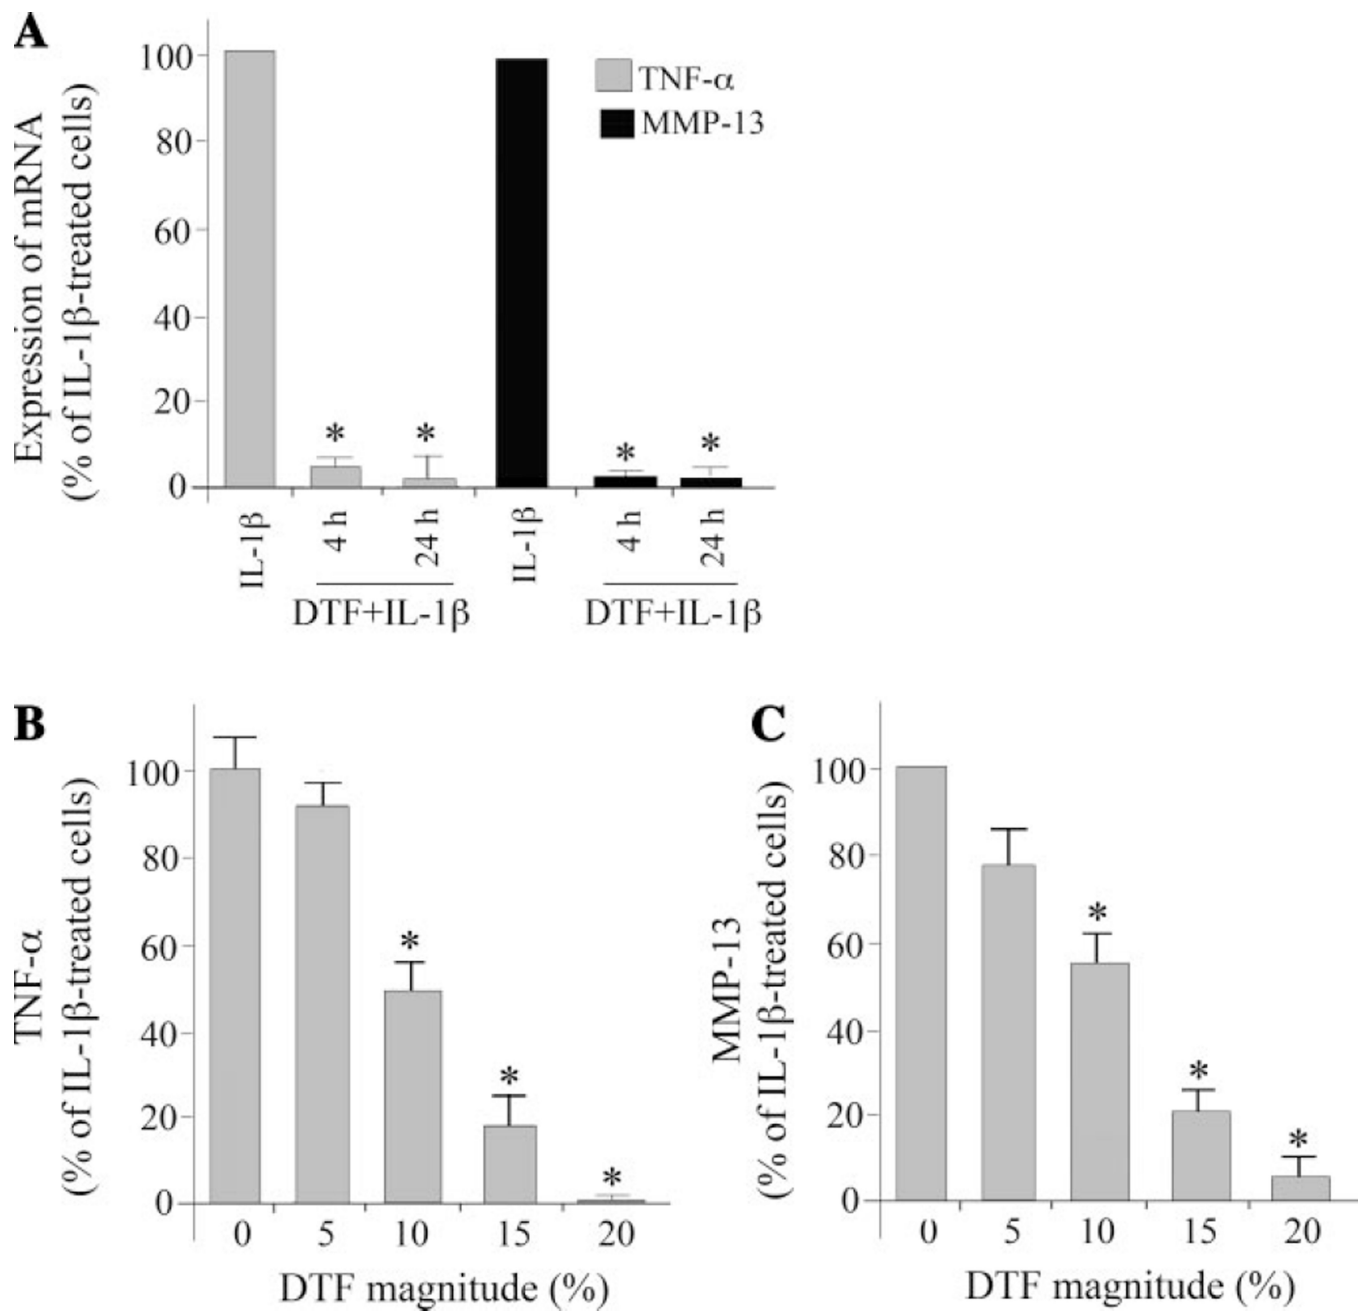 A
Expression of mRNA
(% of IL-1β-treated cells)
100
80
60
40
20
0
TNF-α
MMP-13
* * * *
IL-1β 4 h 24 h IL-1β 4 h 24 h
DTF+IL-1β DTF+IL-1β
B
TNF-α
(% of IL-1β-treated cells)
100
80
60
40
20
0
* * *
0 5 10 15 20
DTF magnitude (%)
C
MMP-13
(% of IL-1β-treated cells)
100
80
60
40
20
0
* * *
0 5 10 15 20
DTF magnitude (%)